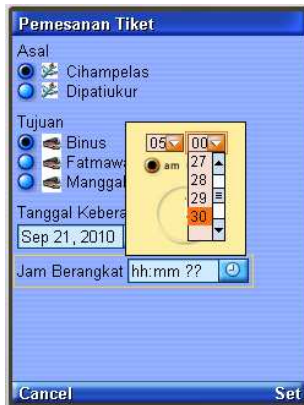 Pemesanan Tiket
Asal
Cihampelas
Dipatiukur
Tujuan
Binus
Fatmawa
Manggal
05 00
am
27
28
29
30
Tanggal Kebera
Sep 21, 2010
Jam Berangkat hh:mm ??
Cancel Set